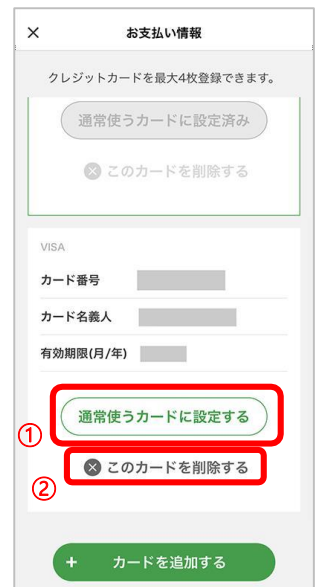 × お支払い情報
クレジットカードを最大4枚登録できます。
通常使うカードに設定済み
このカードを削除する
VISA
カード番号
カード名義人
有効期限(月/年)
① 通常使うカードに設定する
② このカードを削除する
+ カードを追加する